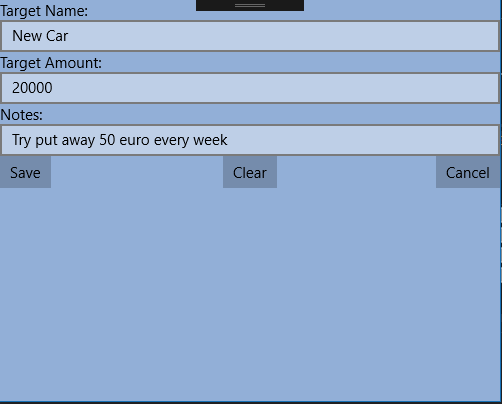 Target Name:
New Car
Target Amount:
20000
Notes:
Try put away 50 euro every week
Save Clear Cancel